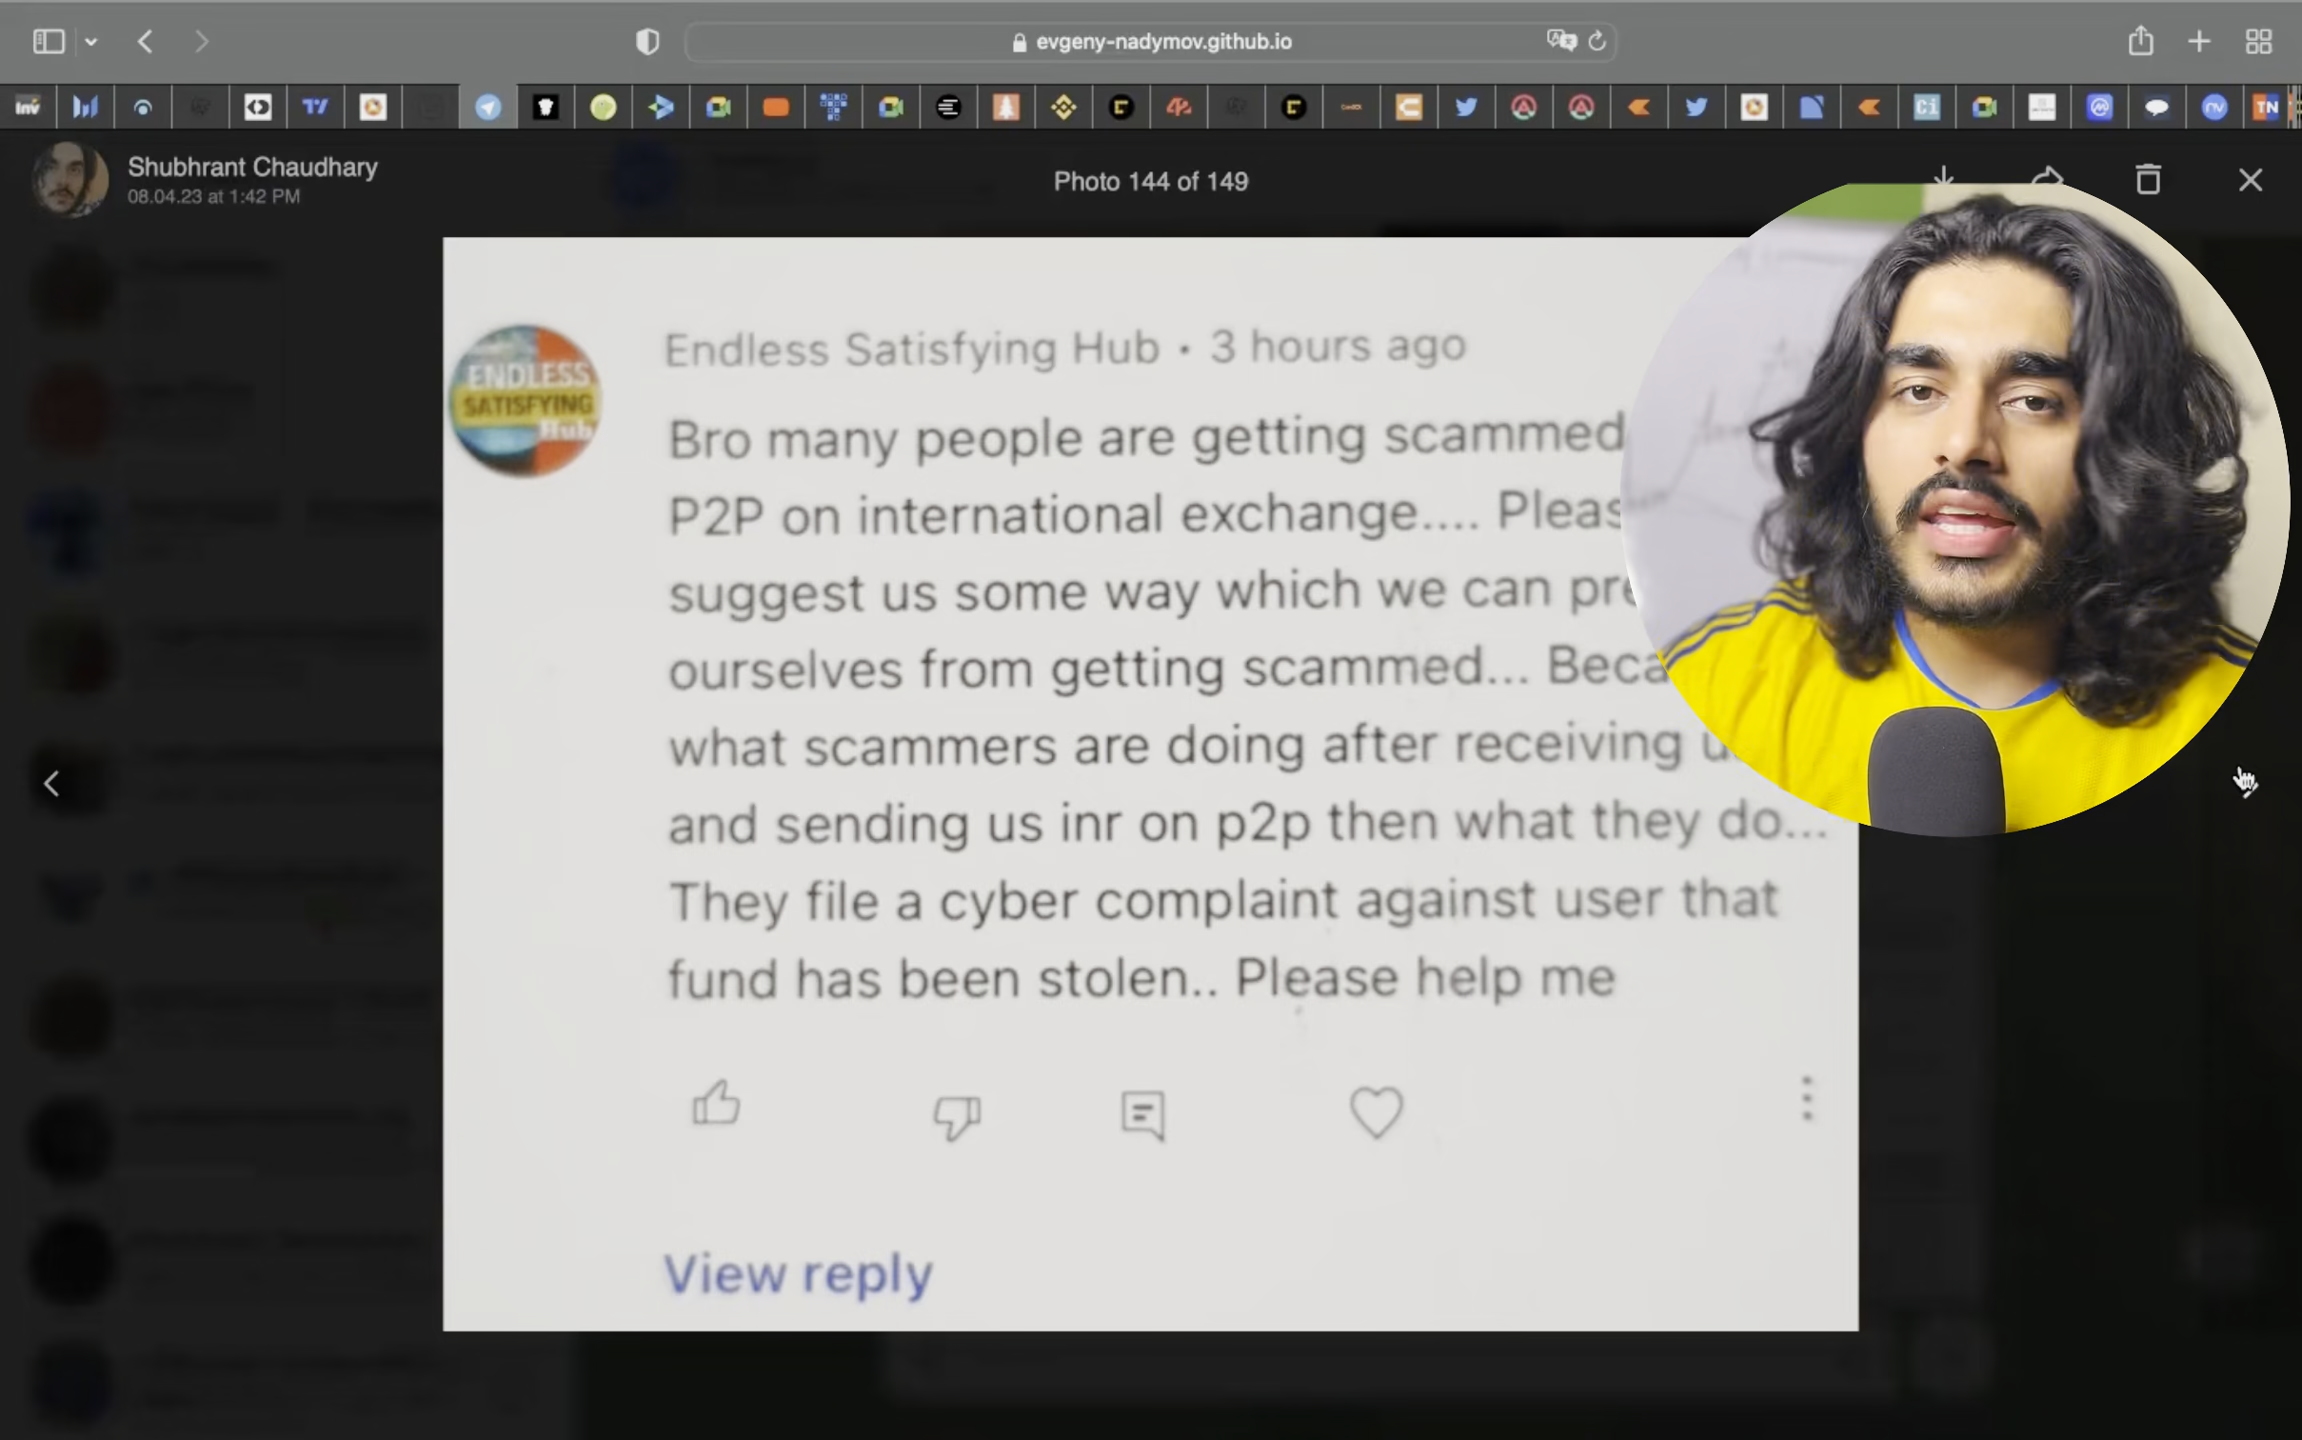 evgeny-nadymov.github.io
Shubhrant Chaudhary
08.04.23 at 1:42 PM
Photo 144 of 149
ENDLESS
SATISFYING
Hub
Endless Satisfying Hub • 3 hours ago
Bro many people are getting scammed
P2P on international exchange.... Pleas
suggest us some way which we can pr
ourselves from getting scammed... Beca
what scammers are doing after receiving
and sending us inr on p2p then what they do...
They file a cyber complaint against user that
fund has been stolen.. Please help me
View reply